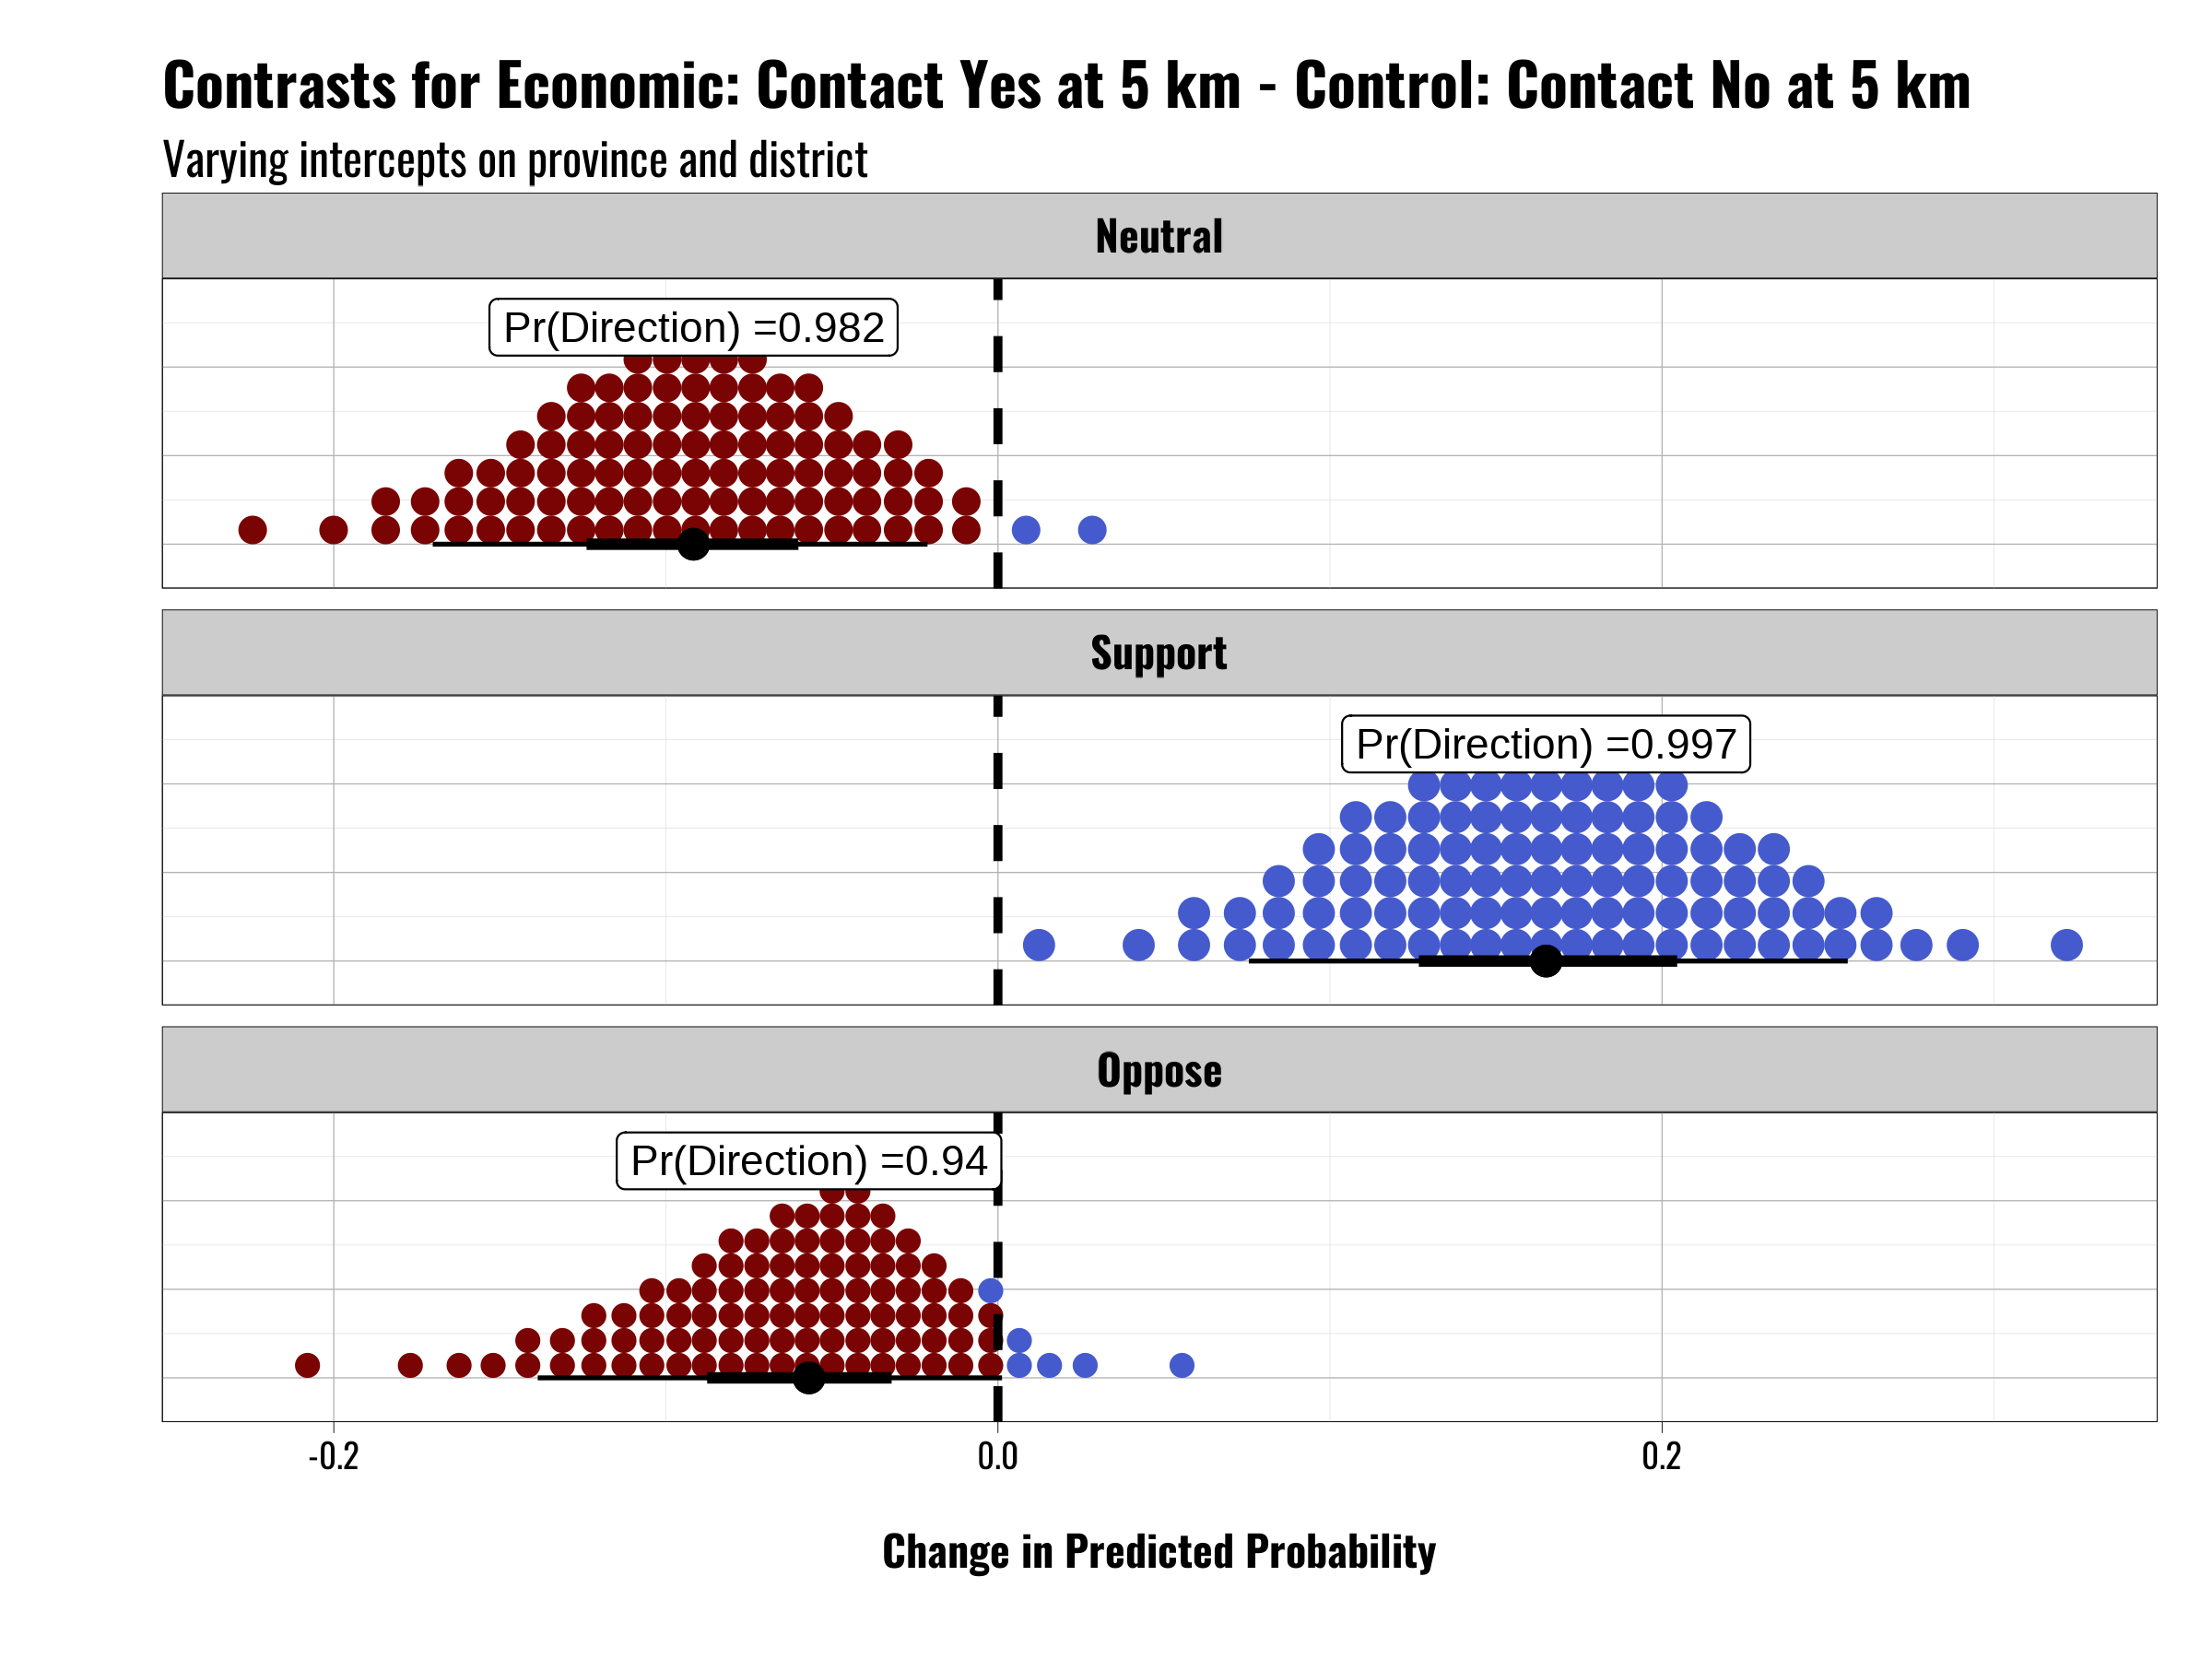 Contrasts for Economic: Contact Yes at 5 km - Control: Contact No at 5 km
Varying intercepts on province and district
Neutral
Pr(Direction) =0.982
Support
Pr(Direction) =0.997
Oppose
Pr(Direction) =0.94
-0.2 0.0 0.2
Change in Predicted Probability